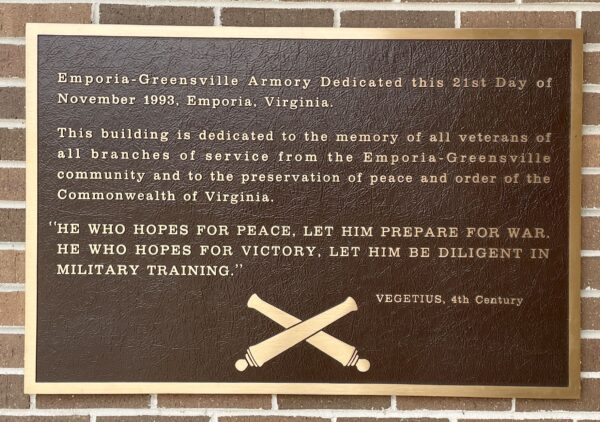 Emporia-Greensville Armory Dedicated this 21st Day of
November 1993, Emporia, Virginia.
This building is dedicated to the memory of all veterans of
all branches of service from the Emporia-Greensville
community and to the preservation of peace and order of the
Commonwealth of Virginia.
"HE WHO HOPES FOR PEACE, LET HIM PREPARE FOR WAR.
HE WHO HOPES FOR VICTORY, LET HIM BE DILIGENT IN
MILITARY TRAINING."
VEGETIUS, 4th Century